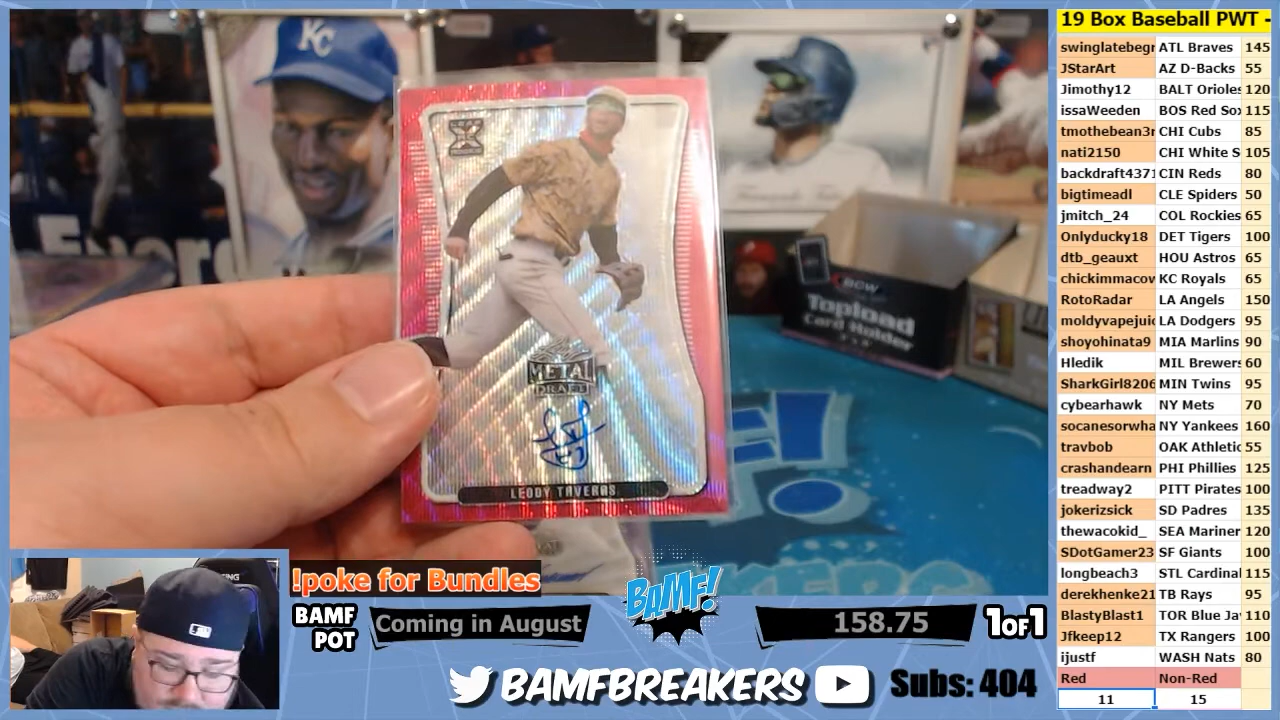 19 Box Baseball PWT -
swinglatebegr ATL Braves 145
JStarArt AZ D-Backs 55
Jimothy12 BALT Orioles 120
issaWeeden BOS Red Sox 115
tmothebean3r CHI Cubs 85
nati2150 CHI White S 105
backdraft4371 CIN Reds 80
bigtimeadl CLE Spiders 50
jmitch_24 COL Rockies 65
Onlyducky18 DET Tigers 100
dtb_geauxt HOU Astros 65
chickimmacow KC Royals 65
RotoRadar LA Angels 150
moldyvapejuic LA Dodgers 95
shoyohinata9 MIA Marlins 90
Hledik MIL Brewers 60
SharkGirl8206 MIN Twins 95
cybearhawk NY Mets 70
socanesorwha NY Yankees 160
travbob OAK Athletic 55
crashandearn PHI Phillies 125
treadway2 PITT Pirates 100
jokerizsick SD Padres 135
thewacokid_ SEA Mariner 120
SDotGamer23 SF Giants 100
longbeach3 STL Cardinal 115
derekhenke21 TB Rays 95
BlastyBlast1 TOR Blue Ja 110
Jfkeep12 TX Rangers 100
ijustf WASH Nats 80
Red Non-Red
11 15
KC
LEAF
METAL
DRAFT
LEODY TAVERAS
BCW
Topload
Card Holder
!poke for Bundles
BAMF
POT
Coming in August
BAMF!
158.75
1OF1
BAMFBREAKERS
Subs: 404